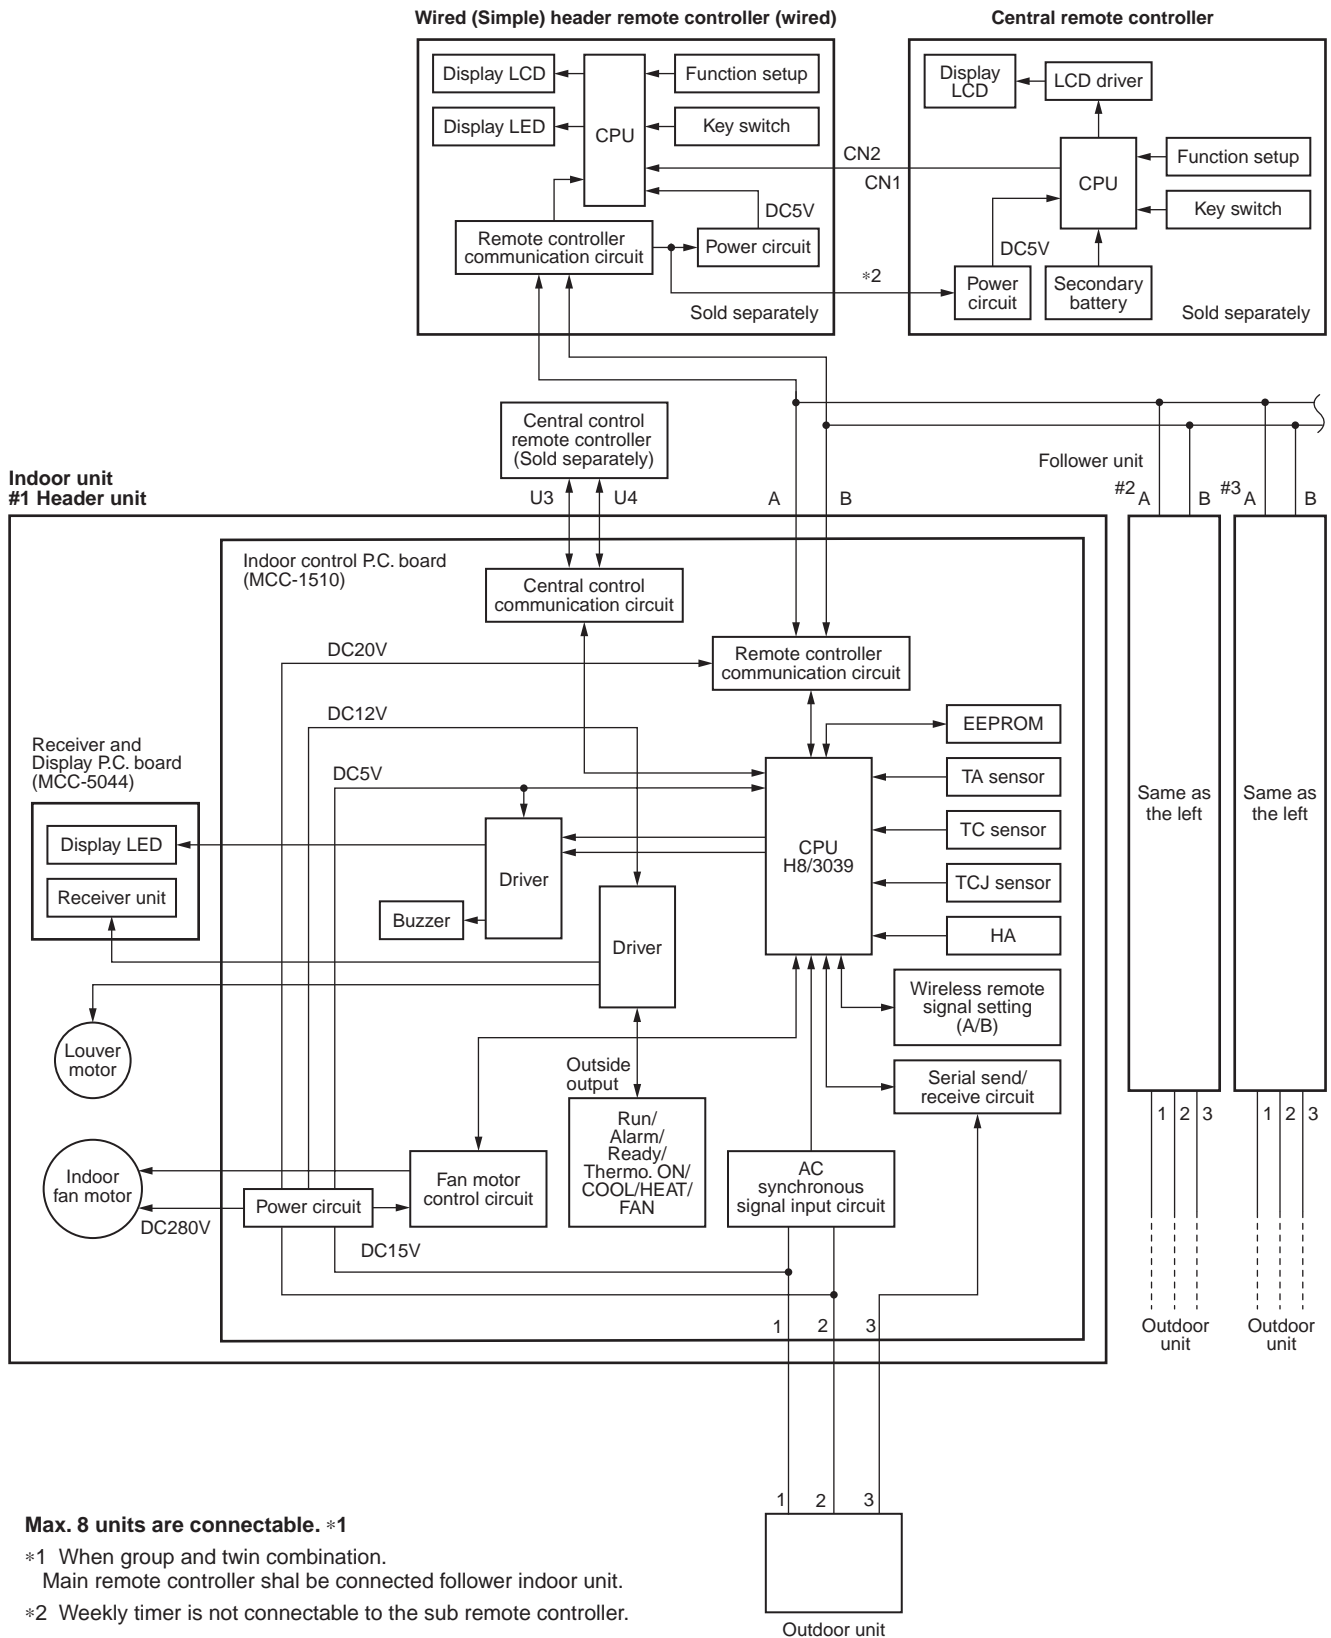 Wired (Simple) header remote controller (wired)
Central remote controller
Display LCD
CPU
Function setup
Display LED
Key switch
Display
LCD
LCD driver
CPU
Function setup
Key switch
CN2
CN1
DC5V
Remote controller
communication circuit
Power circuit
DC5V
∗2
Power
circuit
Secondary
battery
Sold separately
Sold separately
Central control
remote controller
(Sold separately)
U3
U4
A
B
Follower unit
#2
A
B
#3
A
B
Indoor unit
#1 Header unit
Indoor control P.C. board
(MCC-1510)
Central control
communication circuit
DC20V
Remote controller
communication circuit
DC12V
EEPROM
Receiver and
Display P.C. board
(MCC-5044)
DC5V
TA sensor
Same as
the left
Same as
the left
Display LED
Driver
CPU
H8/3039
TC sensor
Receiver unit
TCJ sensor
Buzzer
Driver
HA
Wireless remote
signal setting
(A/B)
Louver
motor
Outside
output
Serial send/
receive circuit
Run/
Alarm/
Ready/
Thermo. ON/
COOL/HEAT/
FAN
1
2
3
1
2
3
Indoor
fan motor
Power circuit
Fan motor
control circuit
AC
synchronous
signal input circuit
DC280V
DC15V
1
2
3
Outdoor
unit
Outdoor
unit
1
2
3
Outdoor unit
Max. 8 units are connectable. ∗1
∗1 When group and twin combination.
Main remote controller shal be connected follower indoor unit.
∗2 Weekly timer is not connectable to the sub remote controller.